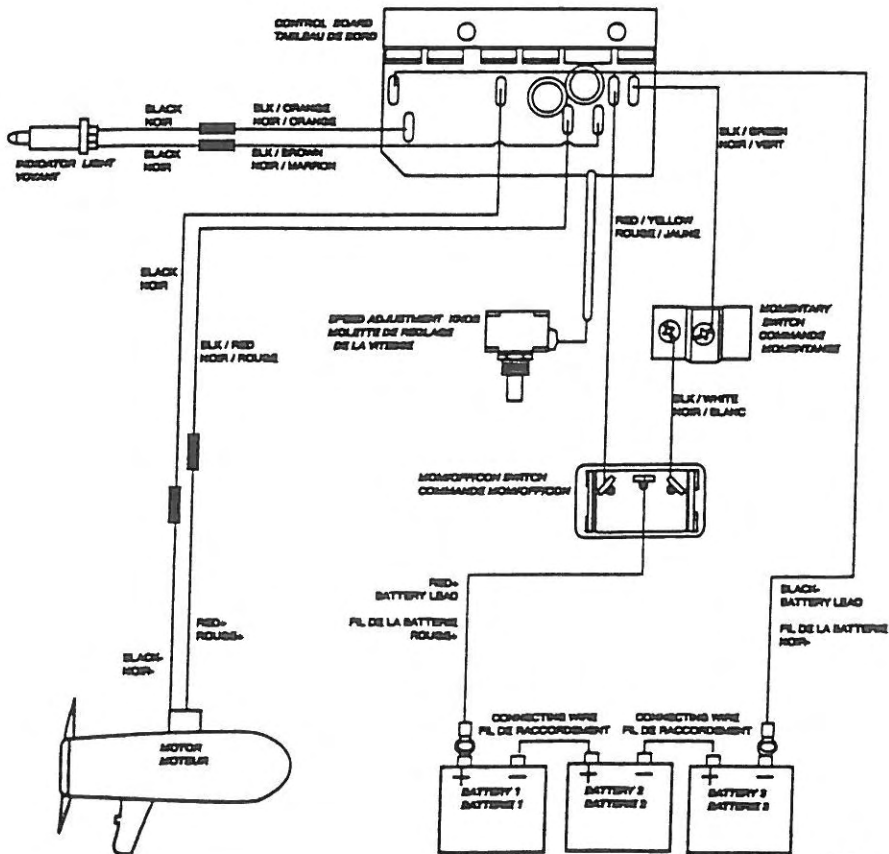 CONTROL BOARD
TABLEAU DE BORD
BLACK
NOIR
BLK / ORANGE
NOIR / ORANGE
BLACK
NOIR
BLK / BROWN
NOIR / MARRON
INDICATOR LIGHT
VOYANT
BLK / GREEN
NOIR / VERT
RED / YELLOW
ROUGE / JAUNE
BLACK
NOIR
BLK / RED
NOIR / ROUGE
SPEED ADJUSTMENT KNOB
MOLETTE DE REGLAGE
DE LA VITESSE
MOMENTARY
SWITCH
COMMANDE
MOMENTANEE
BLK / WHITE
NOIR / BLANC
MOM/OFF/CON SWITCH
COMMANDE MOM/OFF/CON
RED+
BATTERY LEAD
FIL DE LA BATTERIE
ROUGE+
BLACK-
BATTERY LEAD
FIL DE LA BATTERIE
NOIR-
RED+
ROUGE+
BLACK-
NOIR-
CONNECTING WIRE
FIL DE RACCORDEMENT
CONNECTING WIRE
FIL DE RACCORDEMENT
MOTOR
MOTEUR
+ −
BATTERY 1
BATTERIE 1
+ −
BATTERY 2
BATTERIE 2
+ −
BATTERY 3
BATTERIE 3